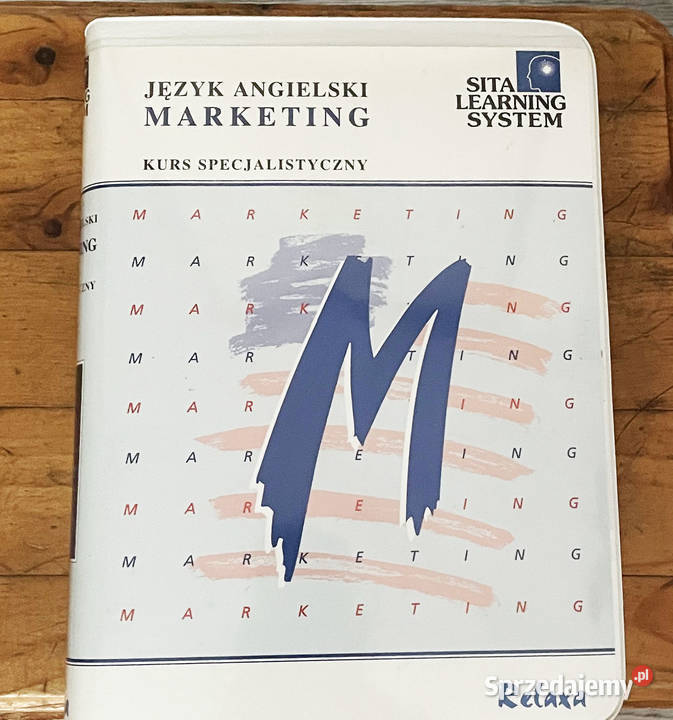 JĘZYK ANGIELSKI
MARKETING
KURS SPECJALISTYCZNY
SITA
LEARNING
SYSTEM
M A R K E T I N G
M A R K E T I N G
M A R K N G
M A R T I N G
M A R I N G
M A R E I N G
M A R E I N G
M A R K E T I N G
M A R K E T I N G
M
Relaxa
Sprzedajemy.pl